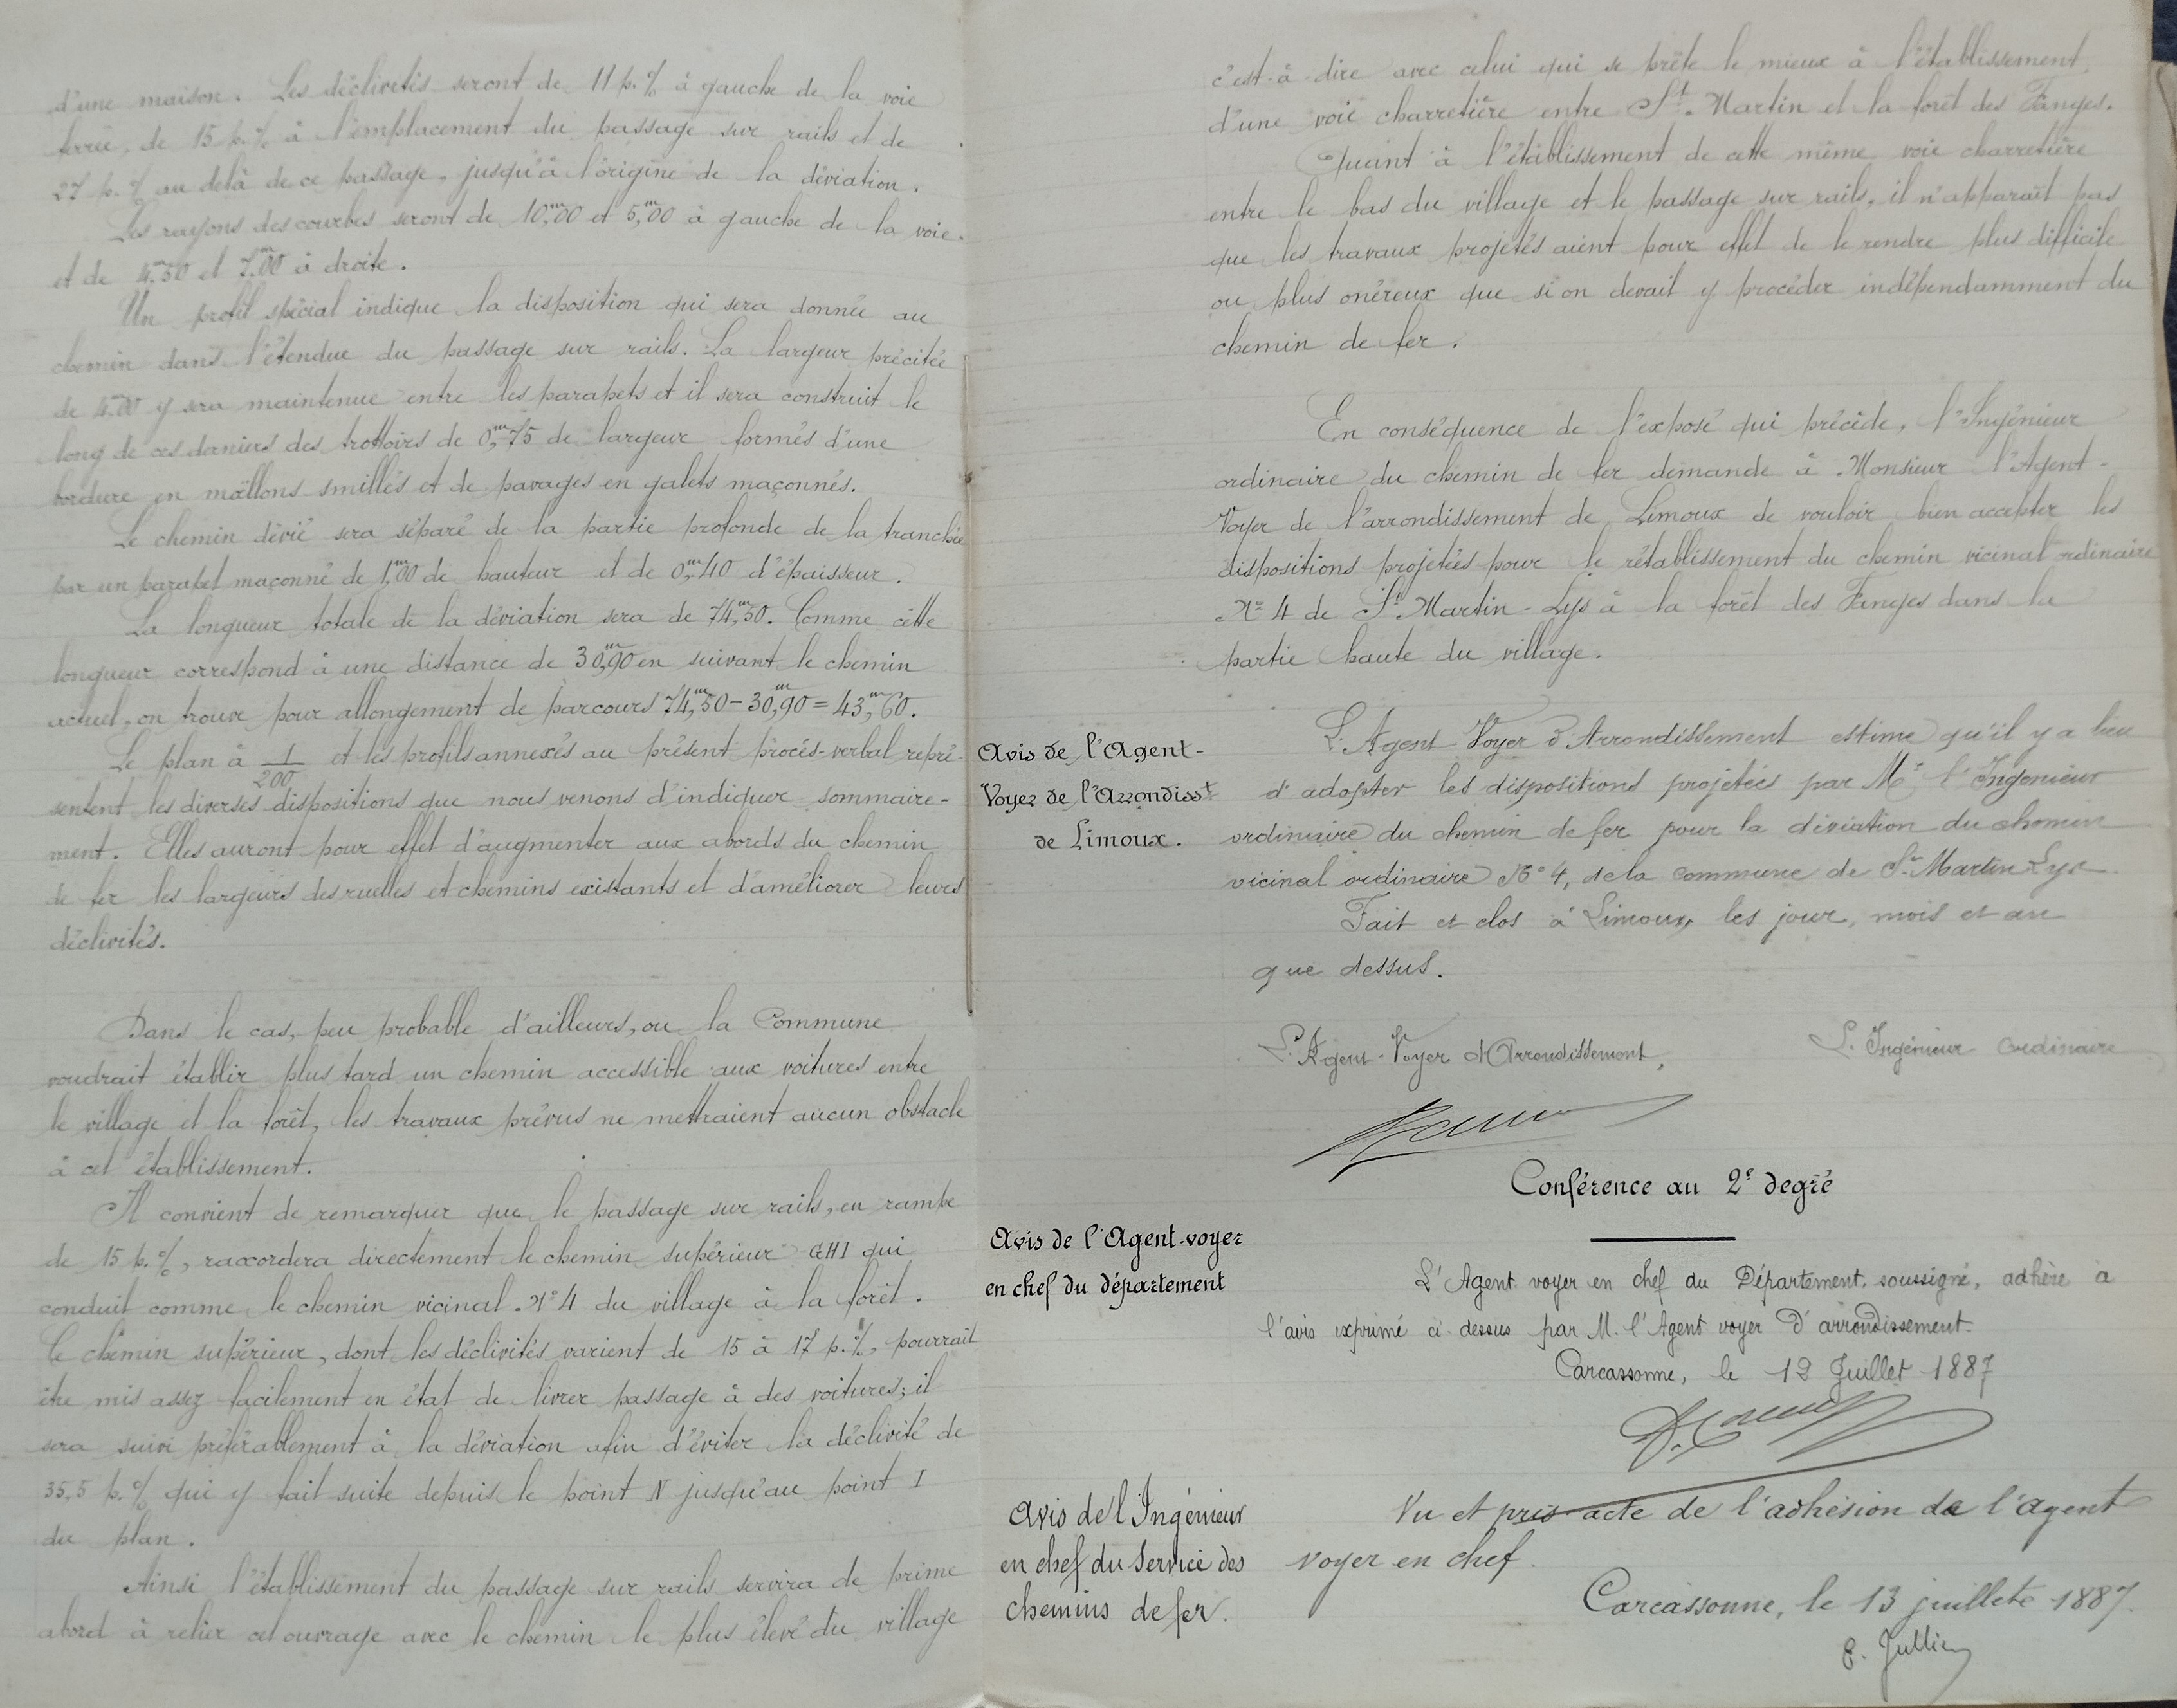 d'une maison. Les déclivités seront de 11 p.% à gauche de la voie
ferrée, de 15 p.% à l'emplacement du passage sur rails et de
27 p.% au delà de ce passage, jusqu'à l'origine de la déviation.
Les rayons des courbes seront de 10,m00 et 5,m00 à gauche de la voie
et de 4,m50 et 7,m00 à droite.
Un profil spécial indique la disposition qui sera donnée au
chemin dans l'étendue du passage sur rails. La largeur précitée
de 4,m00 y sera maintenue entre les parapets et il sera construit le
long de ces derniers des trottoirs de 0,m75 de largeur formés d'une
bordure en moëllons smillés et de pavages en galets maçonnés.
Le chemin dévié sera séparé de la partie profonde de la tranchée
par un parapet maçonné de 1,m00 de hauteur et de 0,m40 d'épaisseur.
La longueur totale de la déviation sera de 74,m50. Comme cette
longueur correspond à une distance de 30,m90 en suivant le chemin
actuel, on trouve pour allongement de parcours 74,m50 - 30,m90 = 43,m60.
Le plan à 1/200 et les profils annexés au présent procès-verbal repré-
sentent les diverses dispositions que nous venons d'indiquer sommaire-
ment. Elles auront pour effet d'augmenter aux abords du chemin
de fer les largeurs des ruelles et chemins existants et d'améliorer leurs
déclivités.
Dans le cas, peu probable d'ailleurs, ou la Commune
voudrait établir plus tard un chemin accessible aux voitures entre
le village et la forêt, les travaux prévus ne mettraient aucun obstacle
à cet établissement.
Il convient de remarquer que le passage sur rails, en rampe
de 15 p.%, raccordera directement le chemin supérieur GHI qui
conduit comme le chemin vicinal N° 4 du village à la forêt.
Ce chemin supérieur, dont les déclivités varient de 15 à 17 p.%, pourrait
être mis assez facilement en état de livrer passage à des voitures; il
sera suivi préférablement à la déviation afin d'éviter la déclivité de
35,5 p.% qui y fait suite depuis le point N jusqu'au point I
du plan.
Ainsi l'établissement du passage sur rails servira de prime
abord à relier cet ouvrage avec le chemin le plus élevé du village
c'est-à-dire avec celui qui se prête le mieux à l'établissement
d'une voie charretière entre St. Martin et la forêt des Fanges.
Quant à l'établissement de cette même voie charretière
entre le bas du village et le passage sur rails, il n'apparaît pas
que les travaux projetés aient pour effet de le rendre plus difficile
ou plus onéreux que si on devait y procéder indépendamment du
chemin de fer.
En conséquence de l'exposé qui précède, l'Ingénieur
ordinaire du chemin de fer demande à Monsieur l'Agent-
Voyer de l'arrondissement de Limoux de vouloir bien accepter les
dispositions projetées pour le rétablissement du chemin vicinal ordinaire
N° 4 de St. Martin-Lys à la forêt des Fanges dans la
partie haute du village.
Avis de l'Agent-
Voyer de l'Arrondisst
de Limoux.
L'Agent-Voyer d'Arrondissement estime qu'il y a lieu
d'adopter les dispositions projetées par Mr l'Ingénieur
ordinaire du chemin de fer pour la déviation du chemin
vicinal ordinaire N° 4, de la commune de St. Martin Lys.
Fait et clos à Limoux, les jour, mois et an
que dessus.
L'Agent-Voyer d'Arrondissement,
L'Ingénieur Ordinaire
Conférence au 2e degré
Avis de l'Agent-voyer
en chef du département
L'Agent voyer en chef du Département, soussigné, adhère à
l'avis exprimé ci-dessus par M. l'Agent voyer d'arrondissement.
Carcassonne, le 12 Juillet 1887
Avis de l'Ingénieur
en chef du Service des
chemins de fer.
Vu et pris acte de l'adhésion de l'agent
voyer en chef.
Carcassonne, le 13 juillet 1887.
E. Jullien